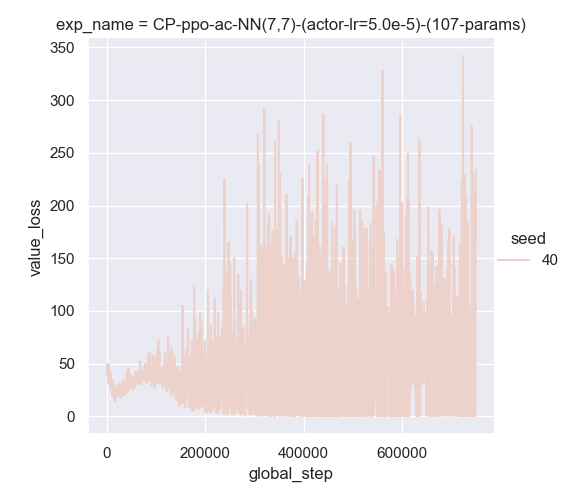 exp_name = CP-ppo-ac-NN(7,7)-(actor-lr=5.0e-5)-(107-params)
350
300
250
200
150
100
50
0
value_loss
0 200000 400000 600000
global_step
seed
40